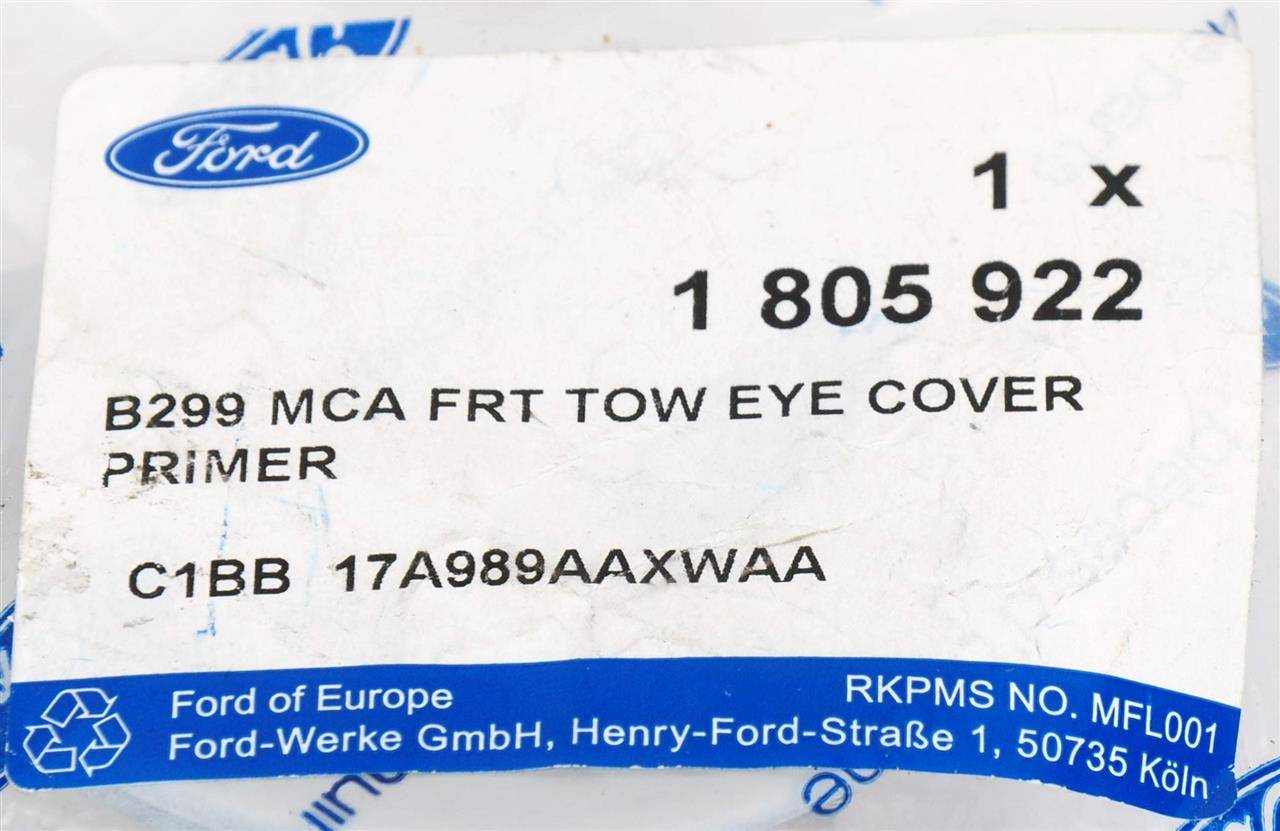 Ford
1 x
1 805 922
B299 MCA FRT TOW EYE COVER
PRIMER
C1BB 17A989AAXWAA
Ford of Europe
RKPMS NO. MFL001
Ford-Werke GmbH, Henry-Ford-Straße 1, 50735 Köln